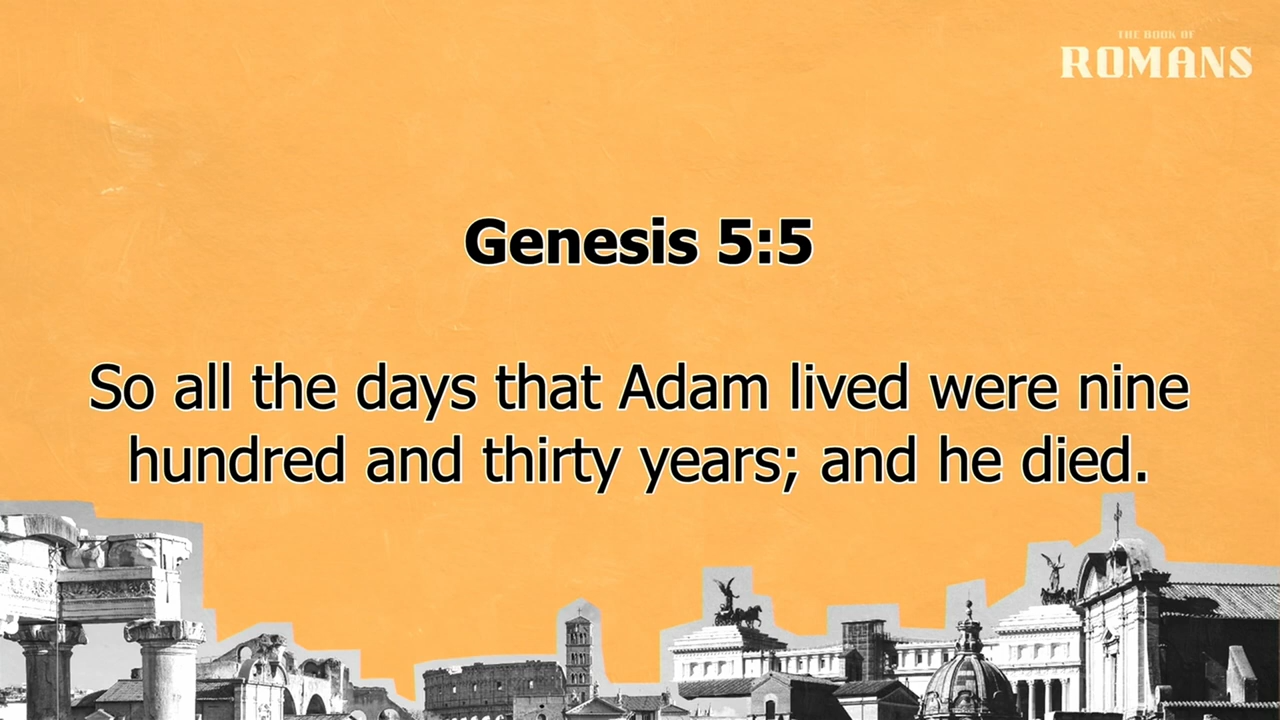 THE BOOK OF
ROMANS
Genesis 5:5
So all the days that Adam lived were nine
hundred and thirty years; and he died.